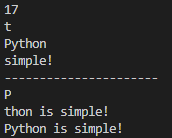 17
t
Python
simple!
-----------------------
P
thon is simple!
Python is simple!